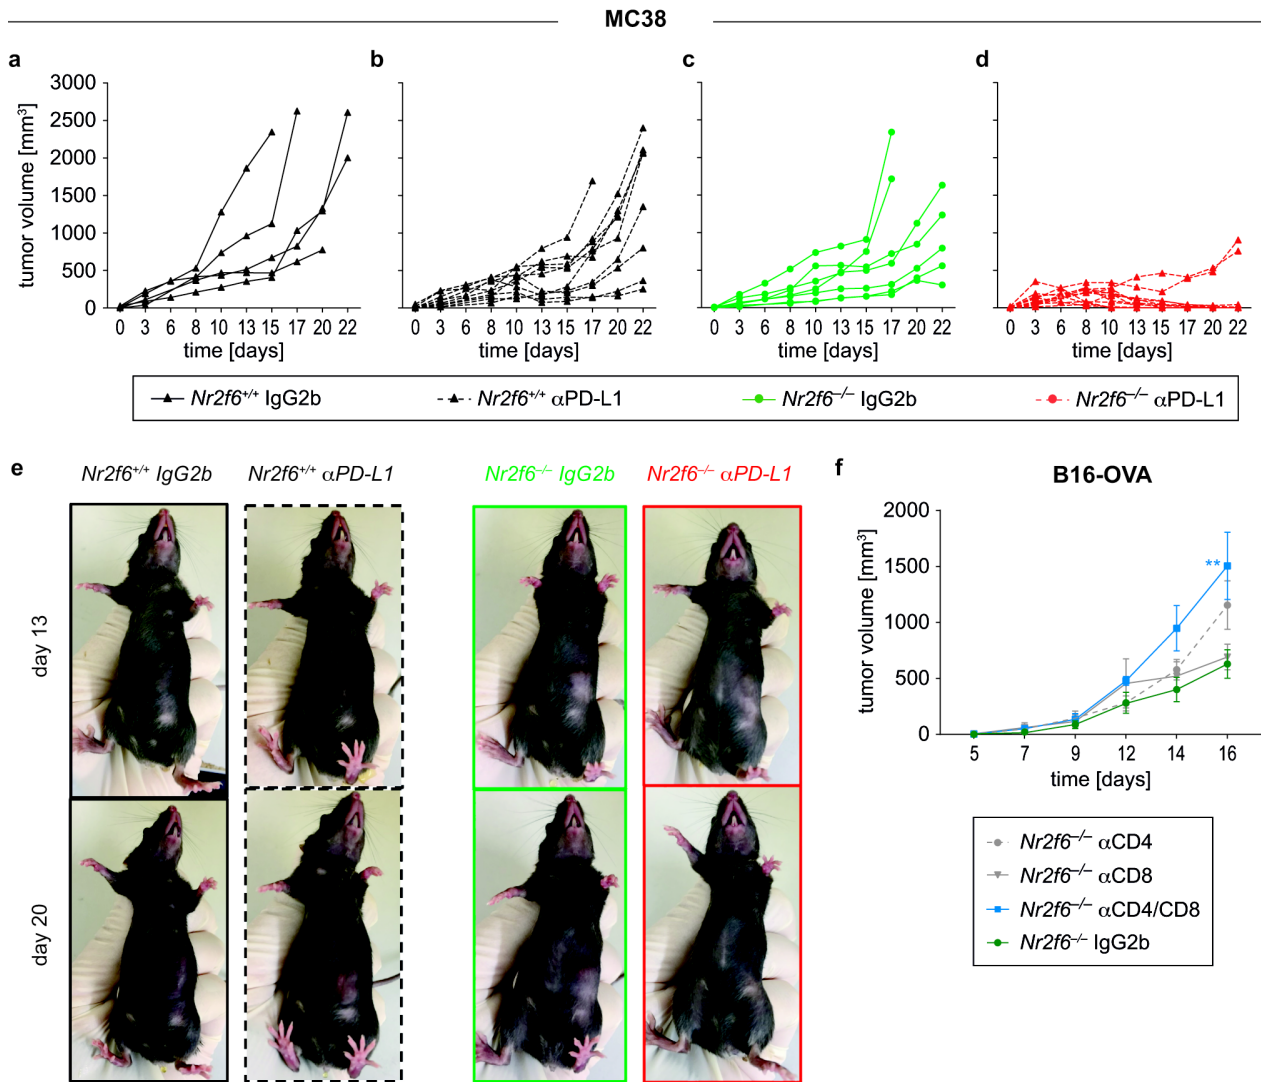 MC38
a
b
c
d
tumor volume [mm³]
3000
2500
2000
1500
1000
500
0
0 3 6 8 10 13 15 17 20 22
time [days]
0 3 6 8 10 13 15 17 20 22
time [days]
0 3 6 8 10 13 15 17 20 22
time [days]
0 3 6 8 10 13 15 17 20 22
time [days]
Nr2f6+/+ IgG2b
Nr2f6+/+ αPD-L1
Nr2f6–/– IgG2b
Nr2f6–/– αPD-L1
e
Nr2f6+/+ IgG2b
Nr2f6+/+ αPD-L1
Nr2f6–/– IgG2b
Nr2f6–/– αPD-L1
day 13
day 20
f
B16-OVA
tumor volume [mm³]
2000
1500
1000
500
0
**
5 7 9 12 14 16
time [days]
Nr2f6–/– αCD4
Nr2f6–/– αCD8
Nr2f6–/– αCD4/CD8
Nr2f6–/– IgG2b